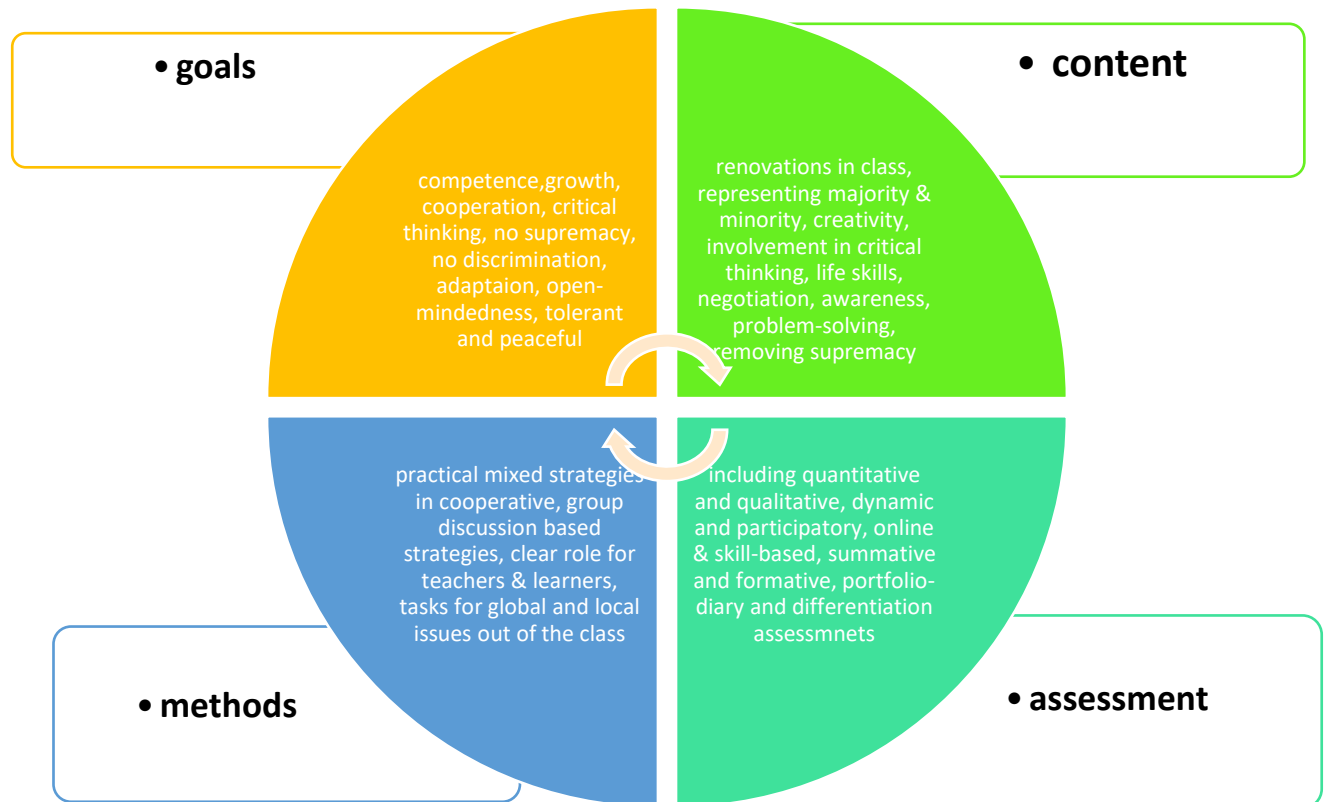 • goals
competence,growth,
cooperation, critical
thinking, no supremacy,
no discrimination,
adaptaion, open-
mindedness, tolerant
and peaceful
• content
renovations in class,
representing majority &
minority, creativity,
involvement in critical
thinking, life skills,
negotiation, awareness,
problem-solving,
removing supremacy
practical mixed strategies
in cooperative, group
discussion based
strategies, clear role for
teachers & learners,
tasks for global and local
issues out of the class
• methods
including quantitative
and qualitative, dynamic
and participatory, online
& skill-based, summative
and formative, portfolio-
diary and differentiation
assessmnets
• assessment